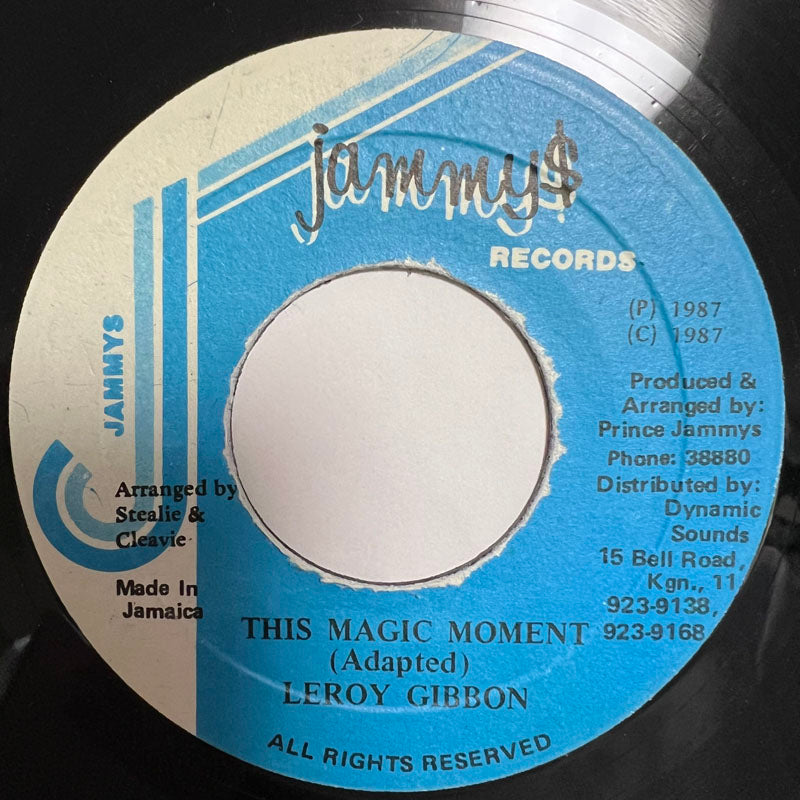 jammy$
RECORDS
JAMMYS
(P) 1987
(C) 1987
Produced &
Arranged by:
Prince Jammys
Phone: 38880
Distributed by:
Dynamic
Sounds
15 Bell Road,
Kgn., 11
923-9138,
923-9168
Arranged by
Stealie &
Cleavie
Made In
Jamaica
THIS MAGIC MOMENT
(Adapted)
LEROY GIBBON
ALL RIGHTS RESERVED